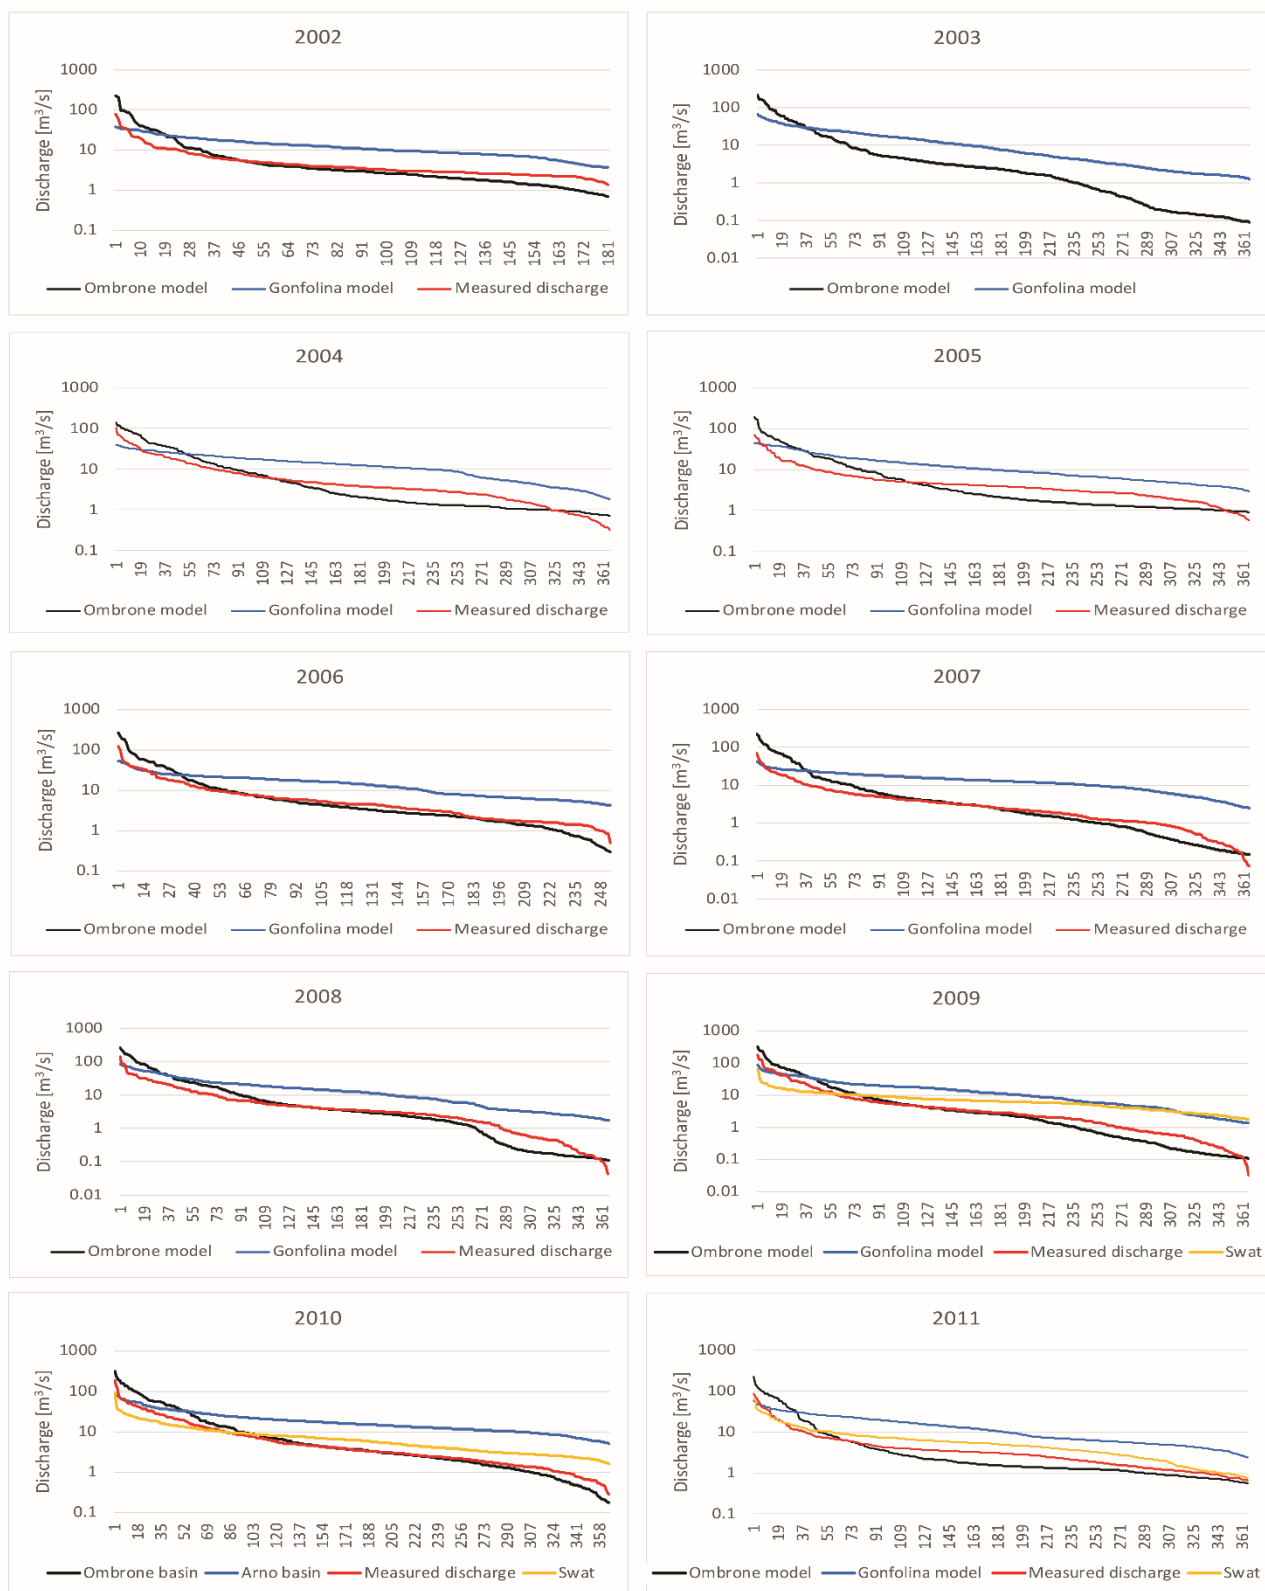 2002
Discharge [m³/s]
1000
100
10
1
0.1
1 10 19 28 37 46 55 64 73 82 91 100 109 118 127 136 145 154 163 172 181
Ombrone model Gonfolina model Measured discharge
2003
Discharge [m³/s]
1000
100
10
1
0.1
0.01
1 19 37 55 73 91 109 127 145 163 181 199 217 235 253 271 289 307 325 343 361
Ombrone model Gonfolina model
2004
Discharge [m³/s]
1000
100
10
1
0.1
1 19 37 55 73 91 109 127 145 163 181 199 217 235 253 271 289 307 325 343 361
Ombrone model Gonfolina model Measured discharge
2005
Discharge [m³/s]
1000
100
10
1
0.1
1 19 37 55 73 91 109 127 145 163 181 199 217 235 253 271 289 307 325 343 361
Ombrone model Gonfolina model Measured discharge
2006
Discharge [m³/s]
1000
100
10
1
0.1
1 14 27 40 53 66 79 92 105 118 131 144 157 170 183 196 209 222 235 248
Ombrone model Gonfolina model Measured discharge
2007
Discharge [m³/s]
1000
100
10
1
0.1
0.01
1 19 37 55 73 91 109 127 145 163 181 199 217 235 253 271 289 307 325 343 361
Ombrone model Gonfolina model Measured discharge
2008
Discharge [m³/s]
1000
100
10
1
0.1
0.01
1 19 37 55 73 91 109 127 145 163 181 199 217 235 253 271 289 307 325 343 361
Ombrone model Gonfolina model Measured discharge
2009
Discharge [m³/s]
1000
100
10
1
0.1
0.01
1 19 37 55 73 91 109 127 145 163 181 199 217 235 253 271 289 307 325 343 361
Ombrone model Gonfolina model Measured discharge Swat
2010
Discharge [m³/s]
1000
100
10
1
0.1
1 18 35 52 69 86 103 120 137 154 171 188 205 222 239 256 273 290 307 324 341 358
Ombrone basin Arno basin Measured discharge Swat
2011
Discharge [m³/s]
1000
100
10
1
0.1
1 19 37 55 73 91 109 127 145 163 181 199 217 235 253 271 289 307 325 343 361
Ombrone model Gonfolina model Measured discharge Swat